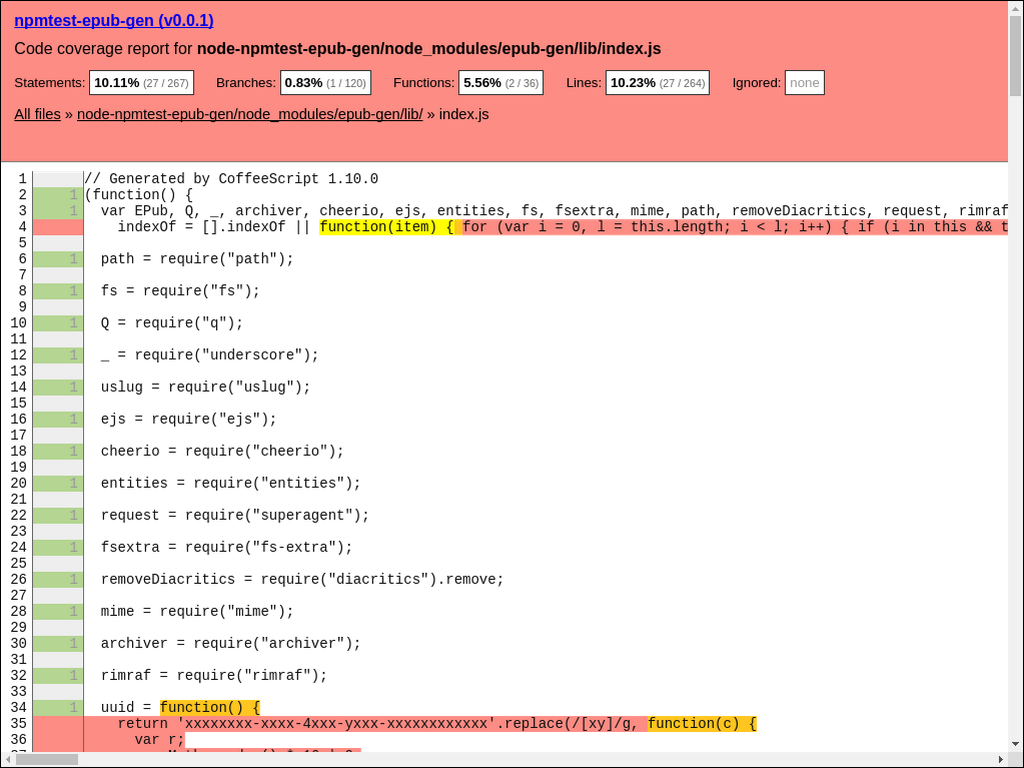 npmtest-epub-gen (v0.0.1)
Code coverage report for node-npmtest-epub-gen/node_modules/epub-gen/lib/index.js
Statements: 10.11% (27 / 267) Branches: 0.83% (1 / 120) Functions: 5.56% (2 / 36) Lines: 10.23% (27 / 264) Ignored: none
All files » node-npmtest-epub-gen/node_modules/epub-gen/lib/ » index.js
1 // Generated by CoffeeScript 1.10.0
2 1 (function() {
3 1 var EPub, Q, _, archiver, cheerio, ejs, entities, fs, fsextra, mime, path, removeDiacritics, request, rimraf
4 indexOf = [].indexOf || function(item) { for (var i = 0, l = this.length; i < l; i++) { if (i in this && t
5
6 1 path = require("path");
7
8 1 fs = require("fs");
9
10 1 Q = require("q");
11
12 1 _ = require("underscore");
13
14 1 uslug = require("uslug");
15
16 1 ejs = require("ejs");
17
18 1 cheerio = require("cheerio");
19
20 1 entities = require("entities");
21
22 1 request = require("superagent");
23
24 1 fsextra = require("fs-extra");
25
26 1 removeDiacritics = require("diacritics").remove;
27
28 1 mime = require("mime");
29
30 1 archiver = require("archiver");
31
32 1 rimraf = require("rimraf");
33
34 1 uuid = function() {
35 return 'xxxxxxxx-xxxx-4xxx-yxxx-xxxxxxxxxxxx'.replace(/[xy]/g, function(c) {
36 var r;